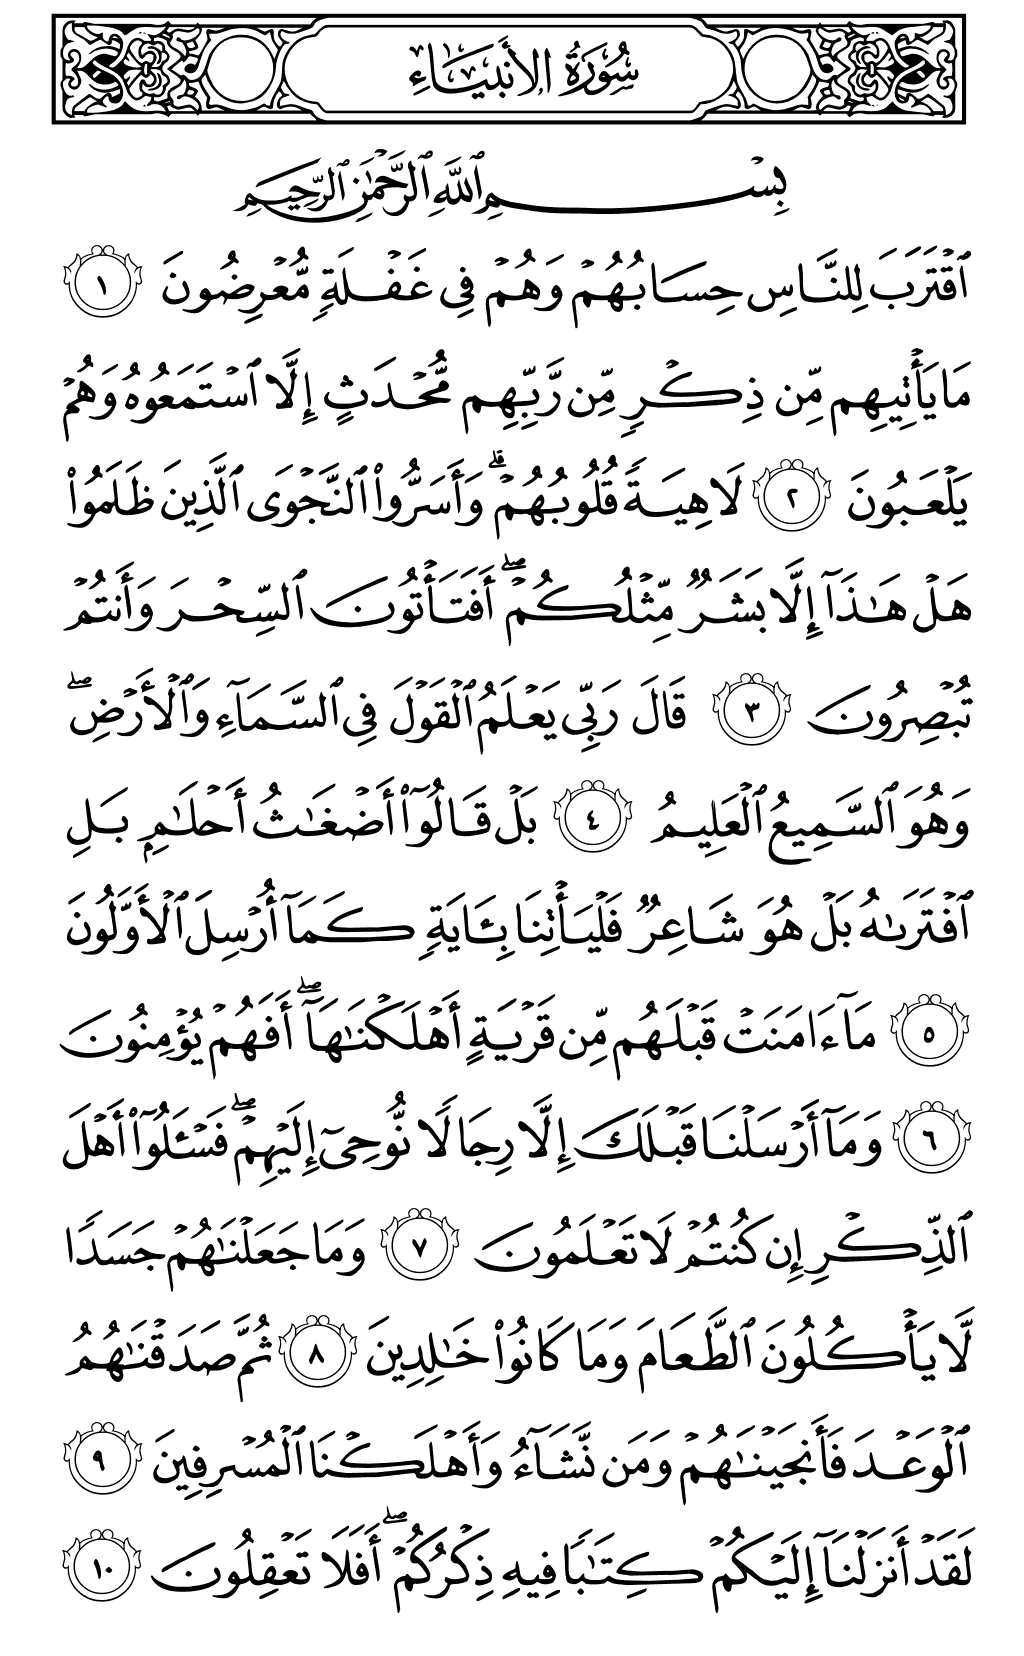 سُورَةُ الأَنبِيَاءِ
بِسْمِ ٱللَّهِ ٱلرَّحْمَٰنِ ٱلرَّحِيمِ
ٱقْتَرَبَ لِلنَّاسِ حِسَابُهُمْ وَهُمْ فِى غَفْلَةٍ مُّعْرِضُونَ ١
مَا يَأْتِيهِم مِّن ذِكْرٍ مِّن رَّبِّهِم مُّحْدَثٍ إِلَّا ٱسْتَمَعُوهُ وَهُمْ
يَلْعَبُونَ ٢ لَاهِيَةً قُلُوبُهُمْ ۗ وَأَسَرُّوا۟ ٱلنَّجْوَى ٱلَّذِينَ ظَلَمُوا۟
هَلْ هَٰذَآ إِلَّا بَشَرٌ مِّثْلُكُمْ ۖ أَفَتَأْتُونَ ٱلسِّحْرَ وَأَنتُمْ
تُبْصِرُونَ ٣ قَالَ رَبِّى يَعْلَمُ ٱلْقَوْلَ فِى ٱلسَّمَآءِ وَٱلْأَرْضِ ۖ
وَهُوَ ٱلسَّمِيعُ ٱلْعَلِيمُ ٤ بَلْ قَالُوٓا۟ أَضْغَٰثُ أَحْلَٰمٍ بَلِ
ٱفْتَرَىٰهُ بَلْ هُوَ شَاعِرٌ فَلْيَأْتِنَا بِـَٔايَةٍ كَمَآ أُرْسِلَ ٱلْأَوَّلُونَ
٥ مَآ ءَامَنَتْ قَبْلَهُم مِّن قَرْيَةٍ أَهْلَكْنَٰهَآ ۖ أَفَهُمْ يُؤْمِنُونَ
٦ وَمَآ أَرْسَلْنَا قَبْلَكَ إِلَّا رِجَالًا نُّوحِىٓ إِلَيْهِمْ ۖ فَسْـَٔلُوٓا۟ أَهْلَ
ٱلذِّكْرِ إِن كُنتُمْ لَا تَعْلَمُونَ ٧ وَمَا جَعَلْنَٰهُمْ جَسَدًا
لَّا يَأْكُلُونَ ٱلطَّعَامَ وَمَا كَانُوا۟ خَٰلِدِينَ ٨ ثُمَّ صَدَقْنَٰهُمُ
ٱلْوَعْدَ فَأَنجَيْنَٰهُمْ وَمَن نَّشَآءُ وَأَهْلَكْنَا ٱلْمُسْرِفِينَ ٩
لَقَدْ أَنزَلْنَآ إِلَيْكُمْ كِتَٰبًا فِيهِ ذِكْرُكُمْ ۖ أَفَلَا تَعْقِلُونَ ١٠